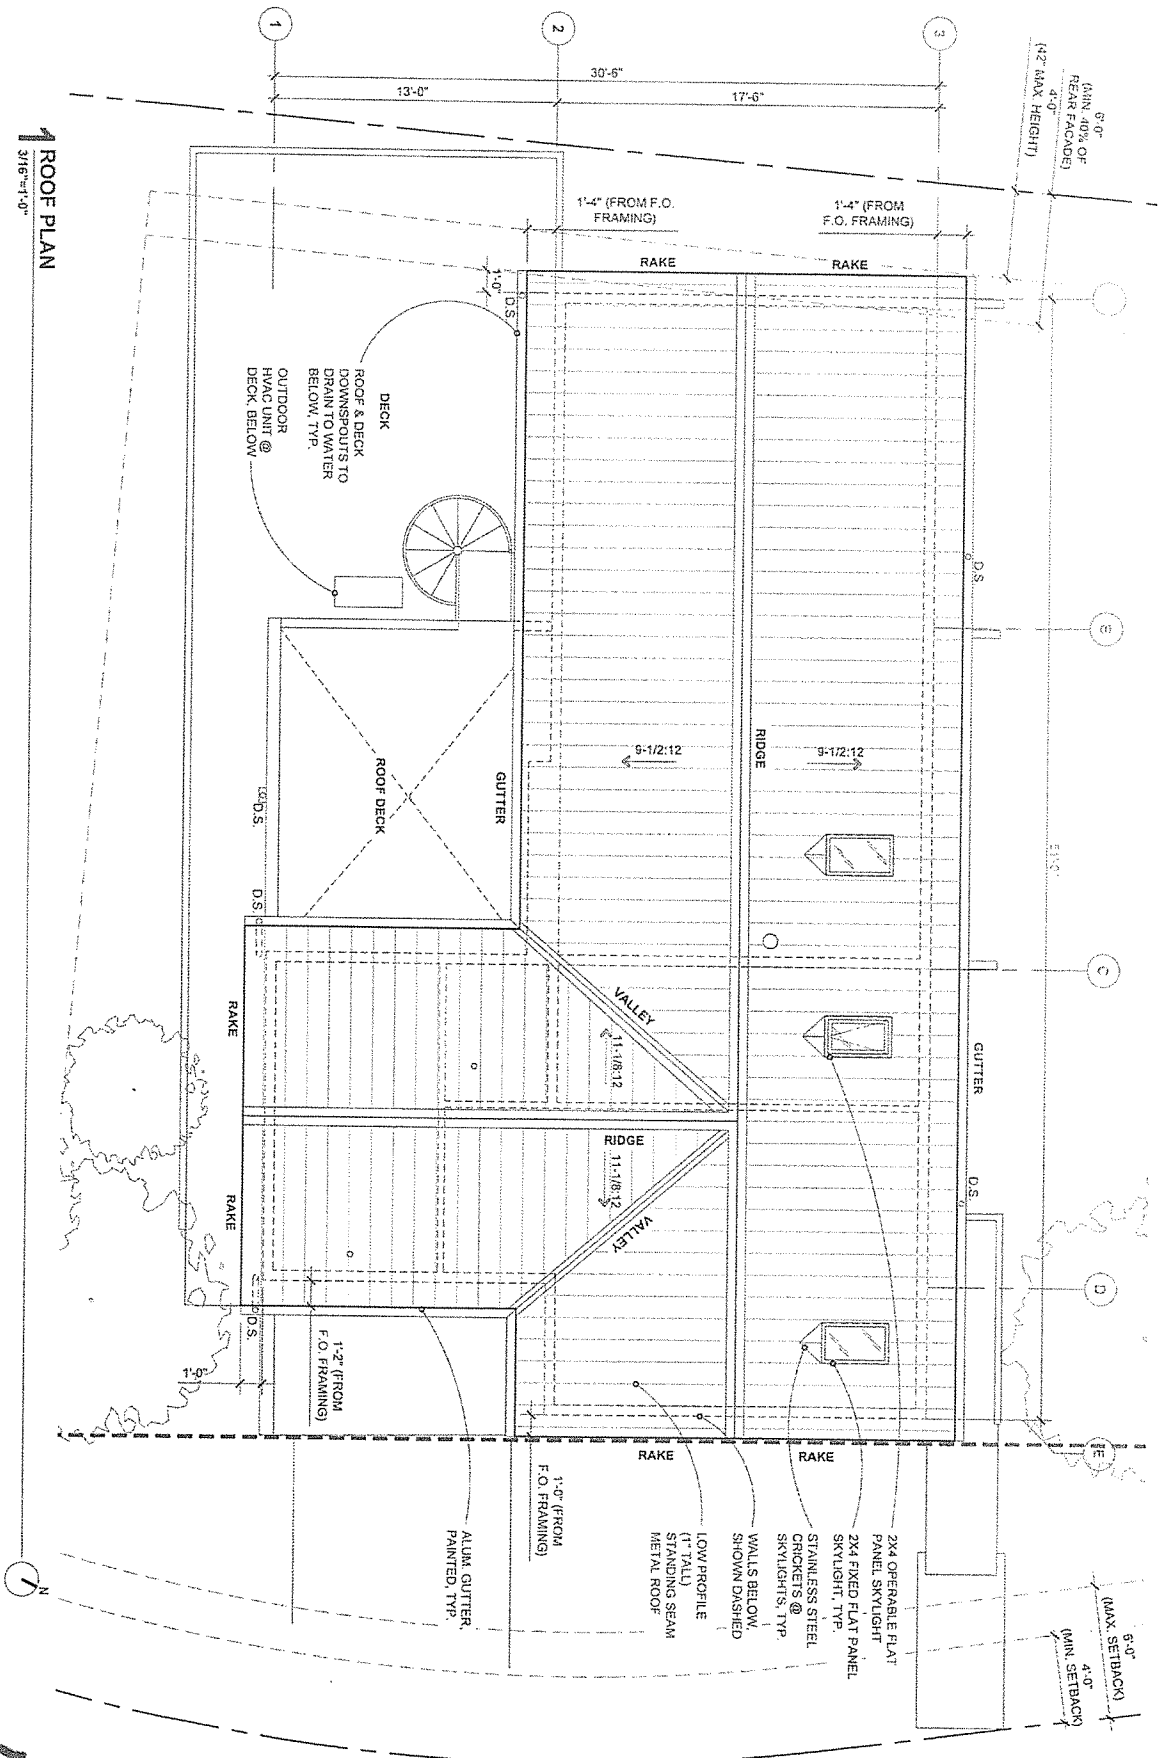 1
2
3
30'-6"
13'-0"
17'-6"
6'-0"
(MIN. 40% OF
REAR FACADE)
4'-0"
(42" MAX. HEIGHT)
1 ROOF PLAN
3/16"=1'-0"
1'-4" (FROM F.O.
FRAMING)
1'-4" (FROM
F.O. FRAMING)
RAKE
RAKE
1'-0"
D.S.
DECK
ROOF & DECK
DOWNSPOUTS TO
DRAIN TO WATER
BELOW, TYP.
OUTDOOR
HVAC UNIT @
DECK, BELOW
D.S.
RIDGE
9-1/2:12
9-1/2:12
GUTTER
ROOF DECK
D.S.
D.S.
C
VALLEY
11-1/8:12
RAKE
GUTTER
RIDGE
11-1/8:12
VALLEY
RAKE
D.S.
D
D.S.
1'-2" (FROM
F.O. FRAMING)
1'-0"
RAKE
RAKE
E
1'-0" (FROM
F.O. FRAMING)
2X4 OPERABLE FLAT
PANEL SKYLIGHT
2X4 FIXED FLAT PANEL
SKYLIGHT, TYP.
STAINLESS STEEL
CRICKETS @
SKYLIGHTS, TYP.
WALLS BELOW,
SHOWN DASHED
LOW PROFILE
(1" TALL)
STANDING SEAM
METAL ROOF
ALUM. GUTTER,
PAINTED, TYP.
6'-0"
(MAX. SETBACK)
4'-0"
(MIN. SETBACK)
N